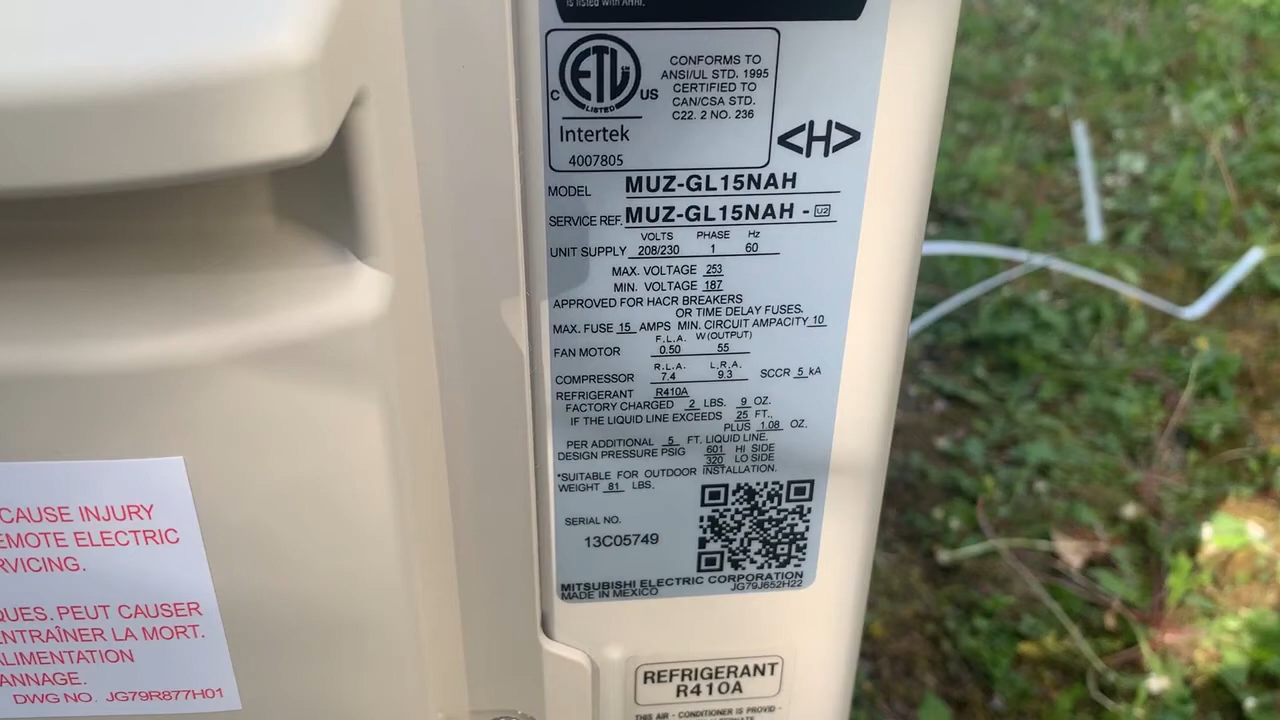 is listed with AHRI.
ETL
C US
LISTED
Intertek
4007805
CONFORMS TO
ANSI/UL STD. 1995
CERTIFIED TO
CAN/CSA STD.
C22. 2 NO. 236
<H>
MODEL MUZ-GL15NAH
SERVICE REF. MUZ-GL15NAH - U2
VOLTS PHASE Hz
UNIT SUPPLY 208/230 1 60
MAX. VOLTAGE 253
MIN. VOLTAGE 187
APPROVED FOR HACR BREAKERS
OR TIME DELAY FUSES.
MAX. FUSE 15 AMPS MIN. CIRCUIT AMPACITY 10
F.L.A. W(OUTPUT)
FAN MOTOR 0.50 55
R.L.A. L.R.A.
COMPRESSOR 7.4 9.3 SCCR 5 kA
REFRIGERANT R410A
FACTORY CHARGED 2 LBS. 9 OZ.
IF THE LIQUID LINE EXCEEDS 25 FT.,
PLUS 1.08 OZ.
PER ADDITIONAL 5 FT. LIQUID LINE.
DESIGN PRESSURE PSIG 601 HI SIDE
320 LO SIDE
*SUITABLE FOR OUTDOOR INSTALLATION.
WEIGHT 81 LBS.
SERIAL NO.
13C05749
MITSUBISHI ELECTRIC CORPORATION
MADE IN MEXICO JG79J652H22
REFRIGERANT
R410A
THIS AIR - CONDITIONER IS PROVID -
CAUSE INJURY
EMOTE ELECTRIC
RVICING.
QUES. PEUT CAUSER
ENTRAÎNER LA MORT.
ALIMENTATION
ANNAGE.
DWG NO. JG79R877H01